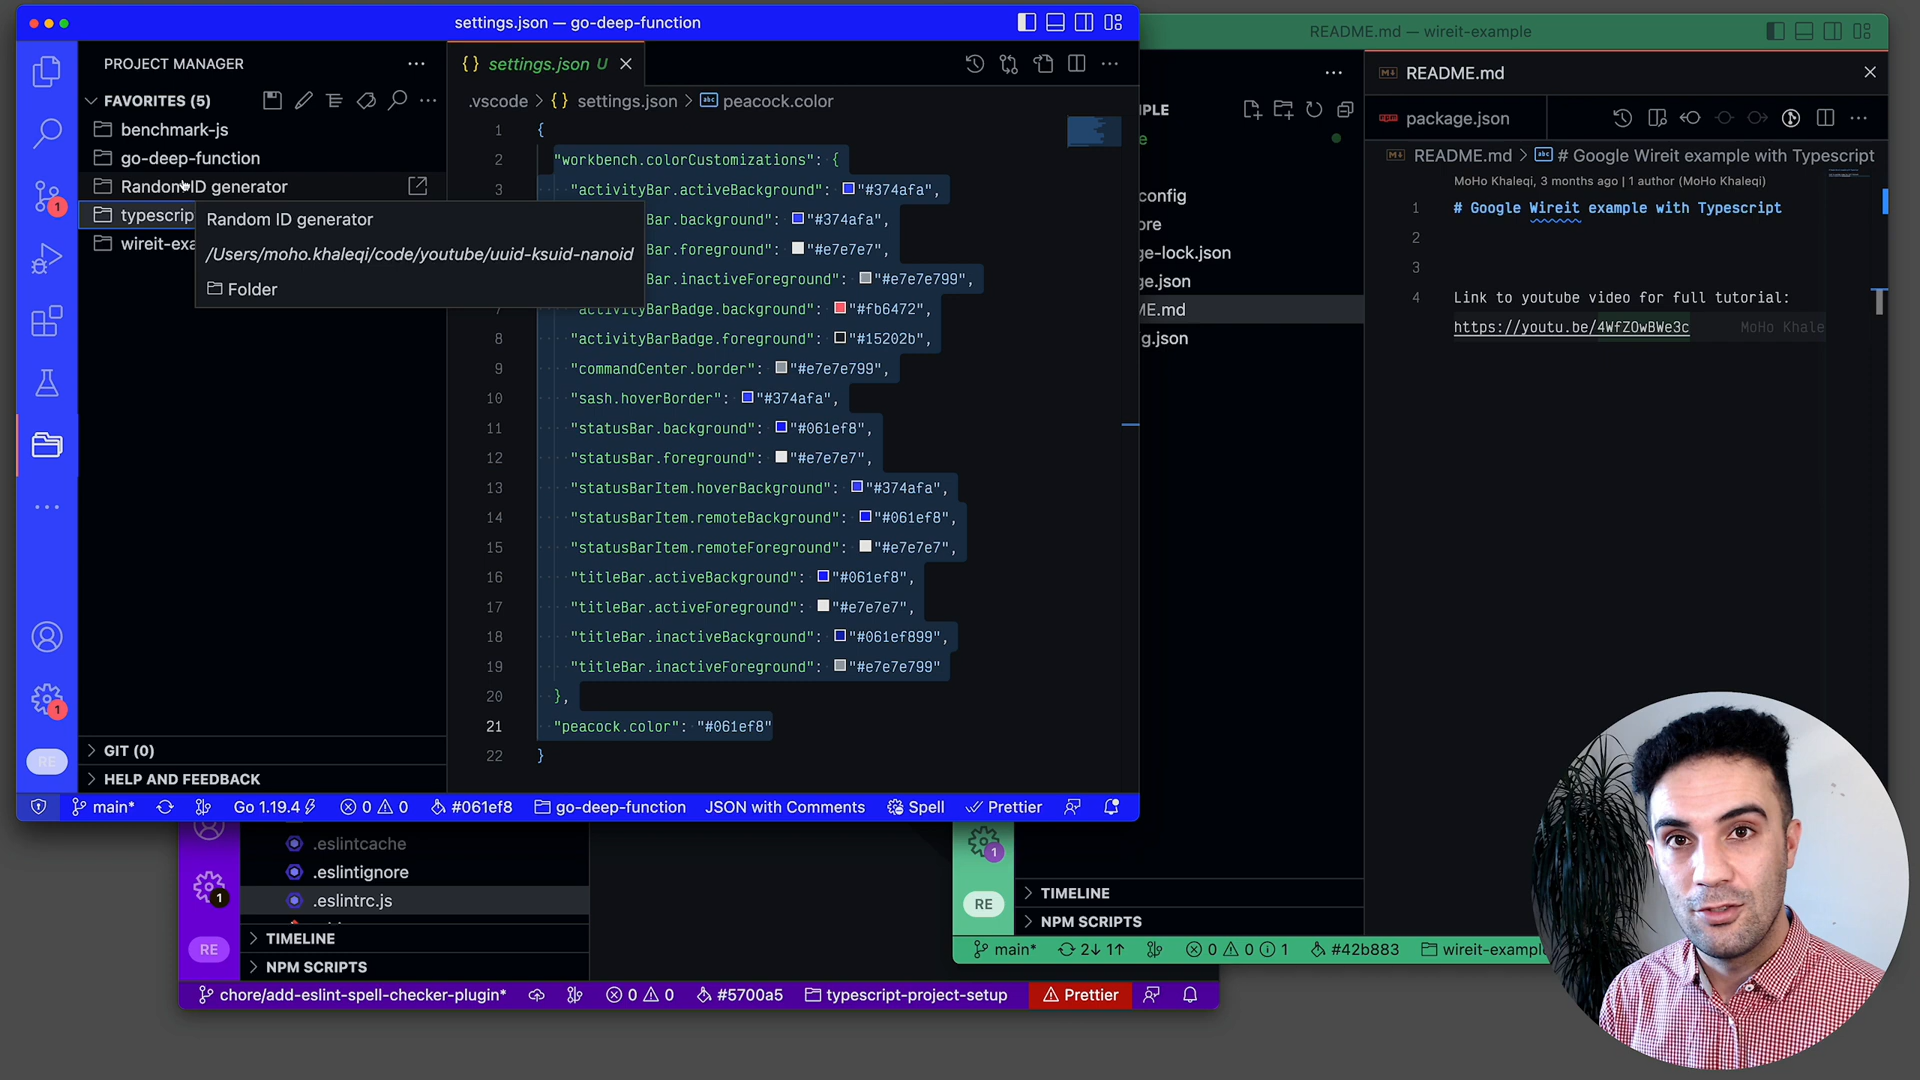 settings.json — go-deep-function
PROJECT MANAGER
FAVORITES (5)
benchmark-js
go-deep-function
Random ID generator
typescrip
wireit-exa
Random ID generator
/Users/moho.khaleqi/code/youtube/uuid-ksuid-nanoid
Folder
GIT (0)
HELP AND FEEDBACK
1
1
RE
{} settings.json U
.vscode > {} settings.json > peacock.color
1 {
2 "workbench.colorCustomizations": {
3 "activityBar.activeBackground": "#374afa",
Bar.background": "#374afa",
Bar.foreground": "#e7e7e7",
Bar.inactiveForeground": "#e7e7e799",
7 "activityBarBadge.background": "#fb6472",
8 "activityBarBadge.foreground": "#15202b",
9 "commandCenter.border": "#e7e7e799",
10 "sash.hoverBorder": "#374afa",
11 "statusBar.background": "#061ef8",
12 "statusBar.foreground": "#e7e7e7",
13 "statusBarItem.hoverBackground": "#374afa",
14 "statusBarItem.remoteBackground": "#061ef8",
15 "statusBarItem.remoteForeground": "#e7e7e7",
16 "titleBar.activeBackground": "#061ef8",
17 "titleBar.activeForeground": "#e7e7e7",
18 "titleBar.inactiveBackground": "#061ef899",
19 "titleBar.inactiveForeground": "#e7e7e799"
20 },
21 "peacock.color": "#061ef8"
22 }
main* Go 1.19.4 0 0 #061ef8 go-deep-function JSON with Comments Spell Prettier
README.md — wireit-example
PLE
e
config
ore
ge-lock.json
ge.json
ME.md
g.json
README.md
package.json
README.md > # Google Wireit example with Typescript
MoHo Khaleqi, 3 months ago | 1 author (MoHo Khaleqi)
1 # Google Wireit example with Typescript
2
3
4 Link to youtube video for full tutorial:
https://youtu.be/4WfZOwBWe3c MoHo Khale
1
RE
TIMELINE
NPM SCRIPTS
main* 2↓ 1↑ 0 0 1 #42b883 wireit-example
.eslintcache
.eslintignore
.eslintrc.js
1
RE
TIMELINE
NPM SCRIPTS
chore/add-eslint-spell-checker-plugin* 0 0 #5700a5 typescript-project-setup Prettier